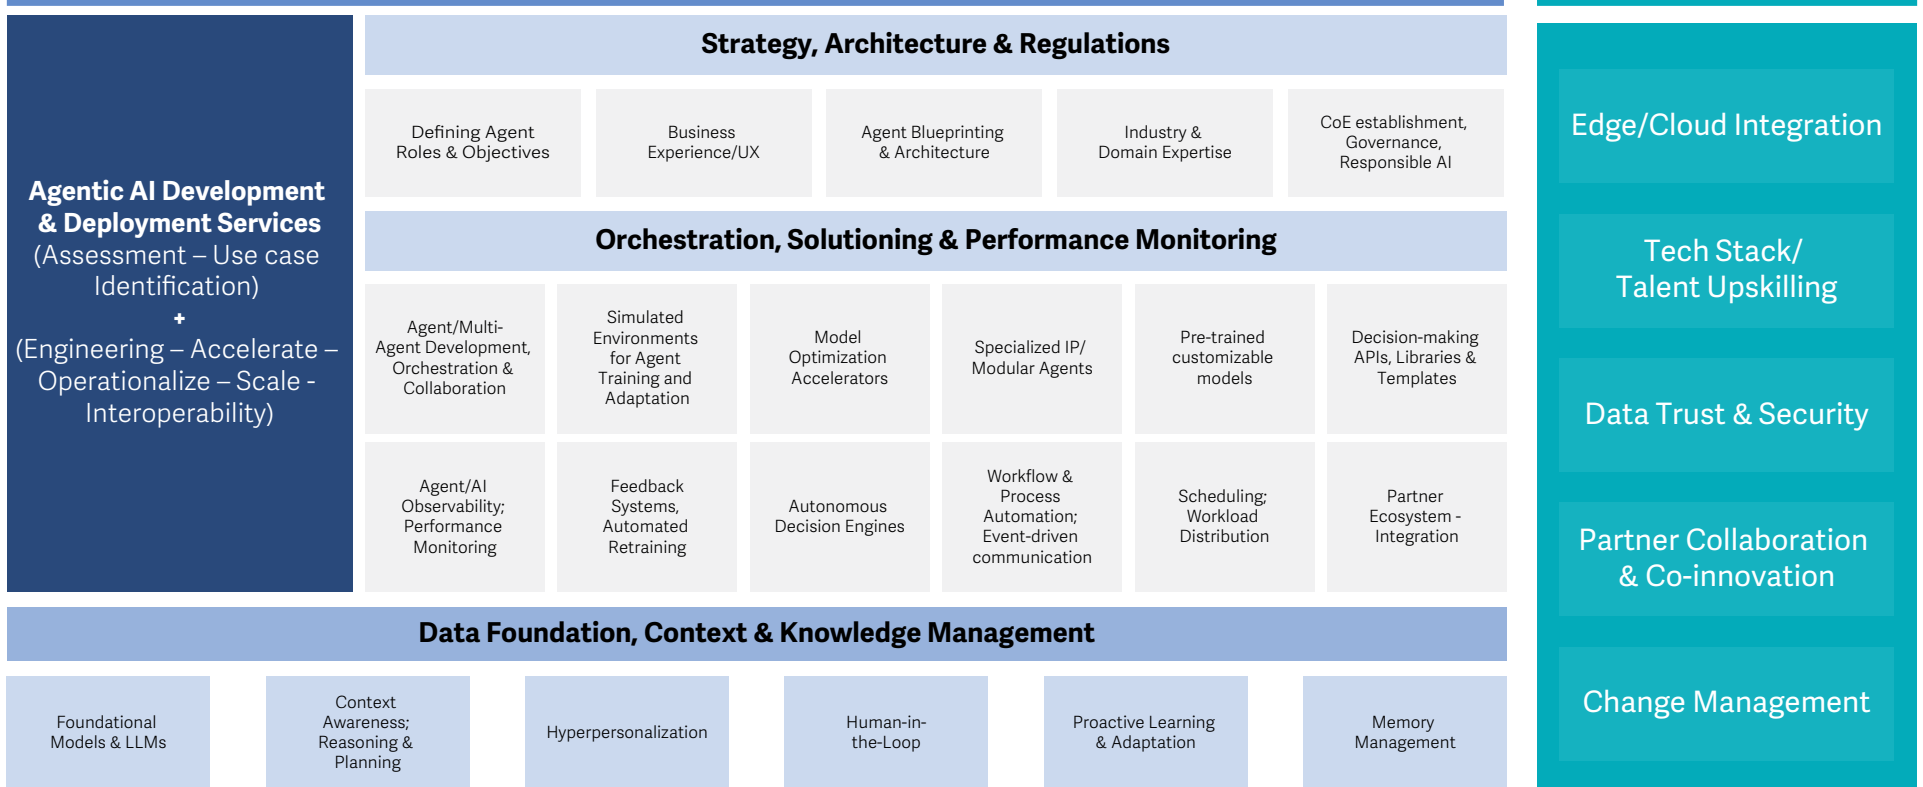 Agentic AI Development
& Deployment Services
(Assessment – Use case
Identification)
+
(Engineering – Accelerate –
Operationalize – Scale -
Interoperability)
Strategy, Architecture & Regulations
Defining Agent
Roles & Objectives
Business
Experience/UX
Agent Blueprinting
& Architecture
Industry &
Domain Expertise
CoE establishment,
Governance,
Responsible AI
Orchestration, Solutioning & Performance Monitoring
Agent/Multi-
Agent Development,
Orchestration &
Collaboration
Simulated
Environments
for Agent
Training and
Adaptation
Model
Optimization
Accelerators
Specialized IP/
Modular Agents
Pre-trained
customizable
models
Decision-making
APIs, Libraries &
Templates
Agent/AI
Observability;
Performance
Monitoring
Feedback
Systems,
Automated
Retraining
Autonomous
Decision Engines
Workflow &
Process
Automation;
Event-driven
communication
Scheduling;
Workload
Distribution
Partner
Ecosystem -
Integration
Data Foundation, Context & Knowledge Management
Foundational
Models & LLMs
Context
Awareness;
Reasoning &
Planning
Hyperpersonalization
Human-in-
the-Loop
Proactive Learning
& Adaptation
Memory
Management
Edge/Cloud Integration
Tech Stack/
Talent Upskilling
Data Trust & Security
Partner Collaboration
& Co-innovation
Change Management